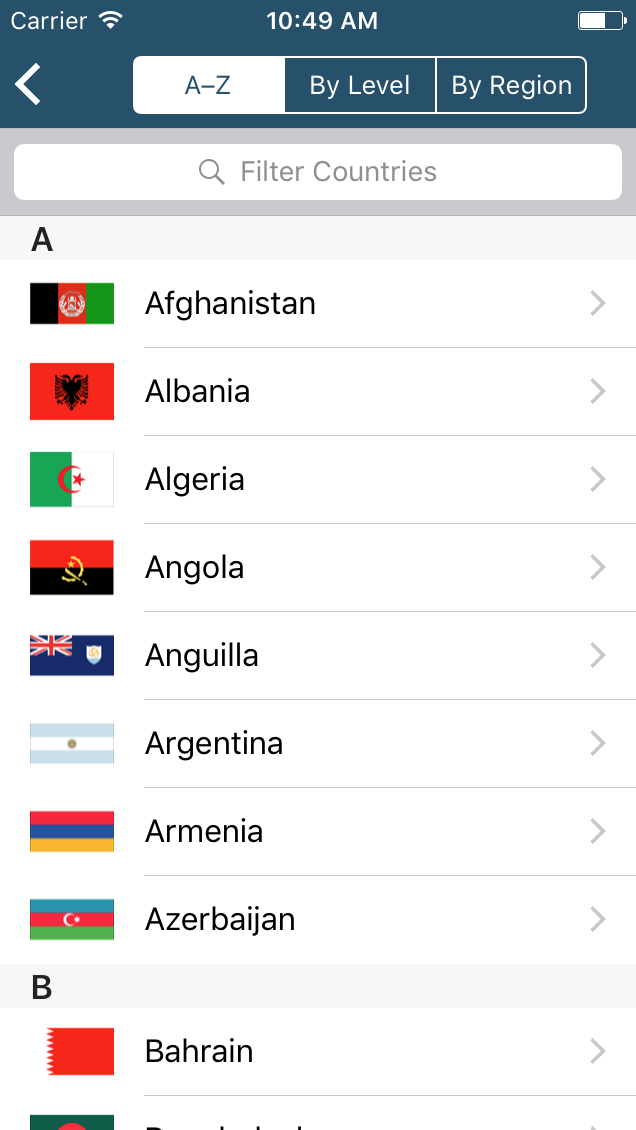 Carrier 10:49 AM
A–Z By Level By Region
Filter Countries
A
Afghanistan
Albania
Algeria
Angola
Anguilla
Argentina
Armenia
Azerbaijan
B
Bahrain